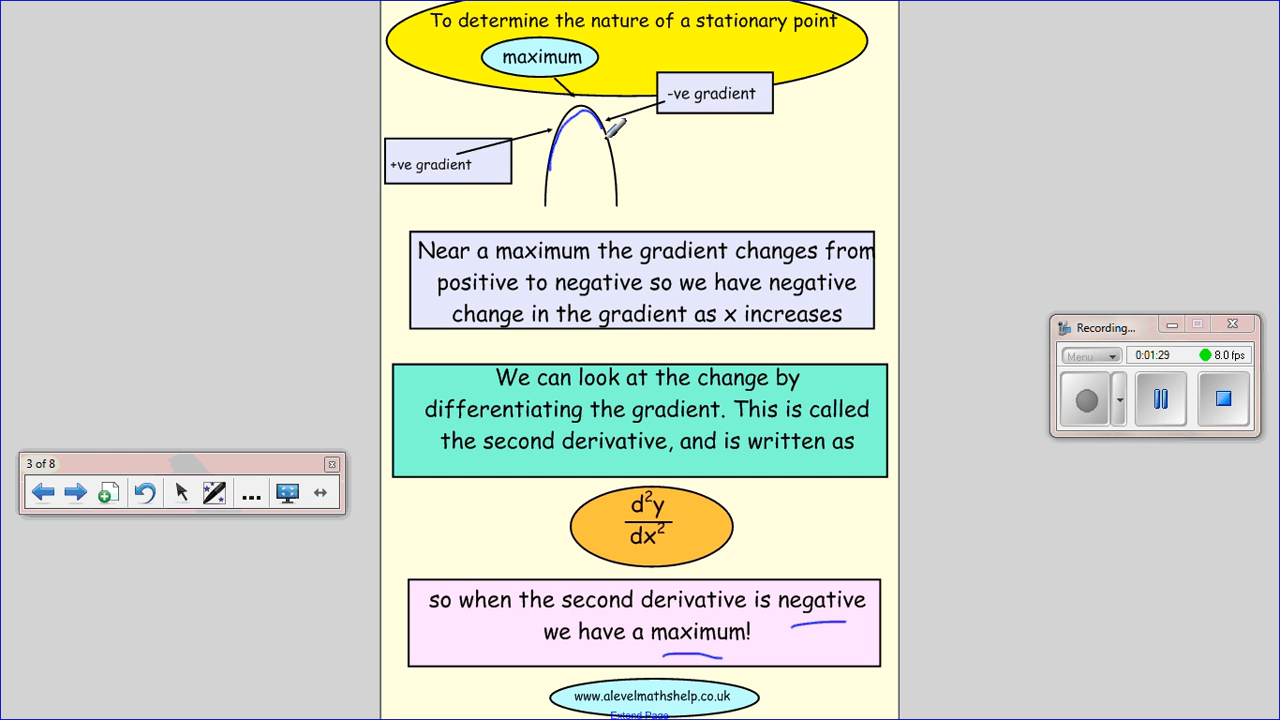 To determine the nature of a stationary point
maximum
-ve gradient
+ve gradient
Near a maximum the gradient changes from
positive to negative so we have negative
change in the gradient as x increases
We can look at the change by
differentiating the gradient. This is called
the second derivative, and is written as
d²y
dx²
so when the second derivative is negative
we have a maximum!
www.alevelmathshelp.co.uk
Extend Page
Recording...
Menu
0:01:29
8.0 fps
3 of 8